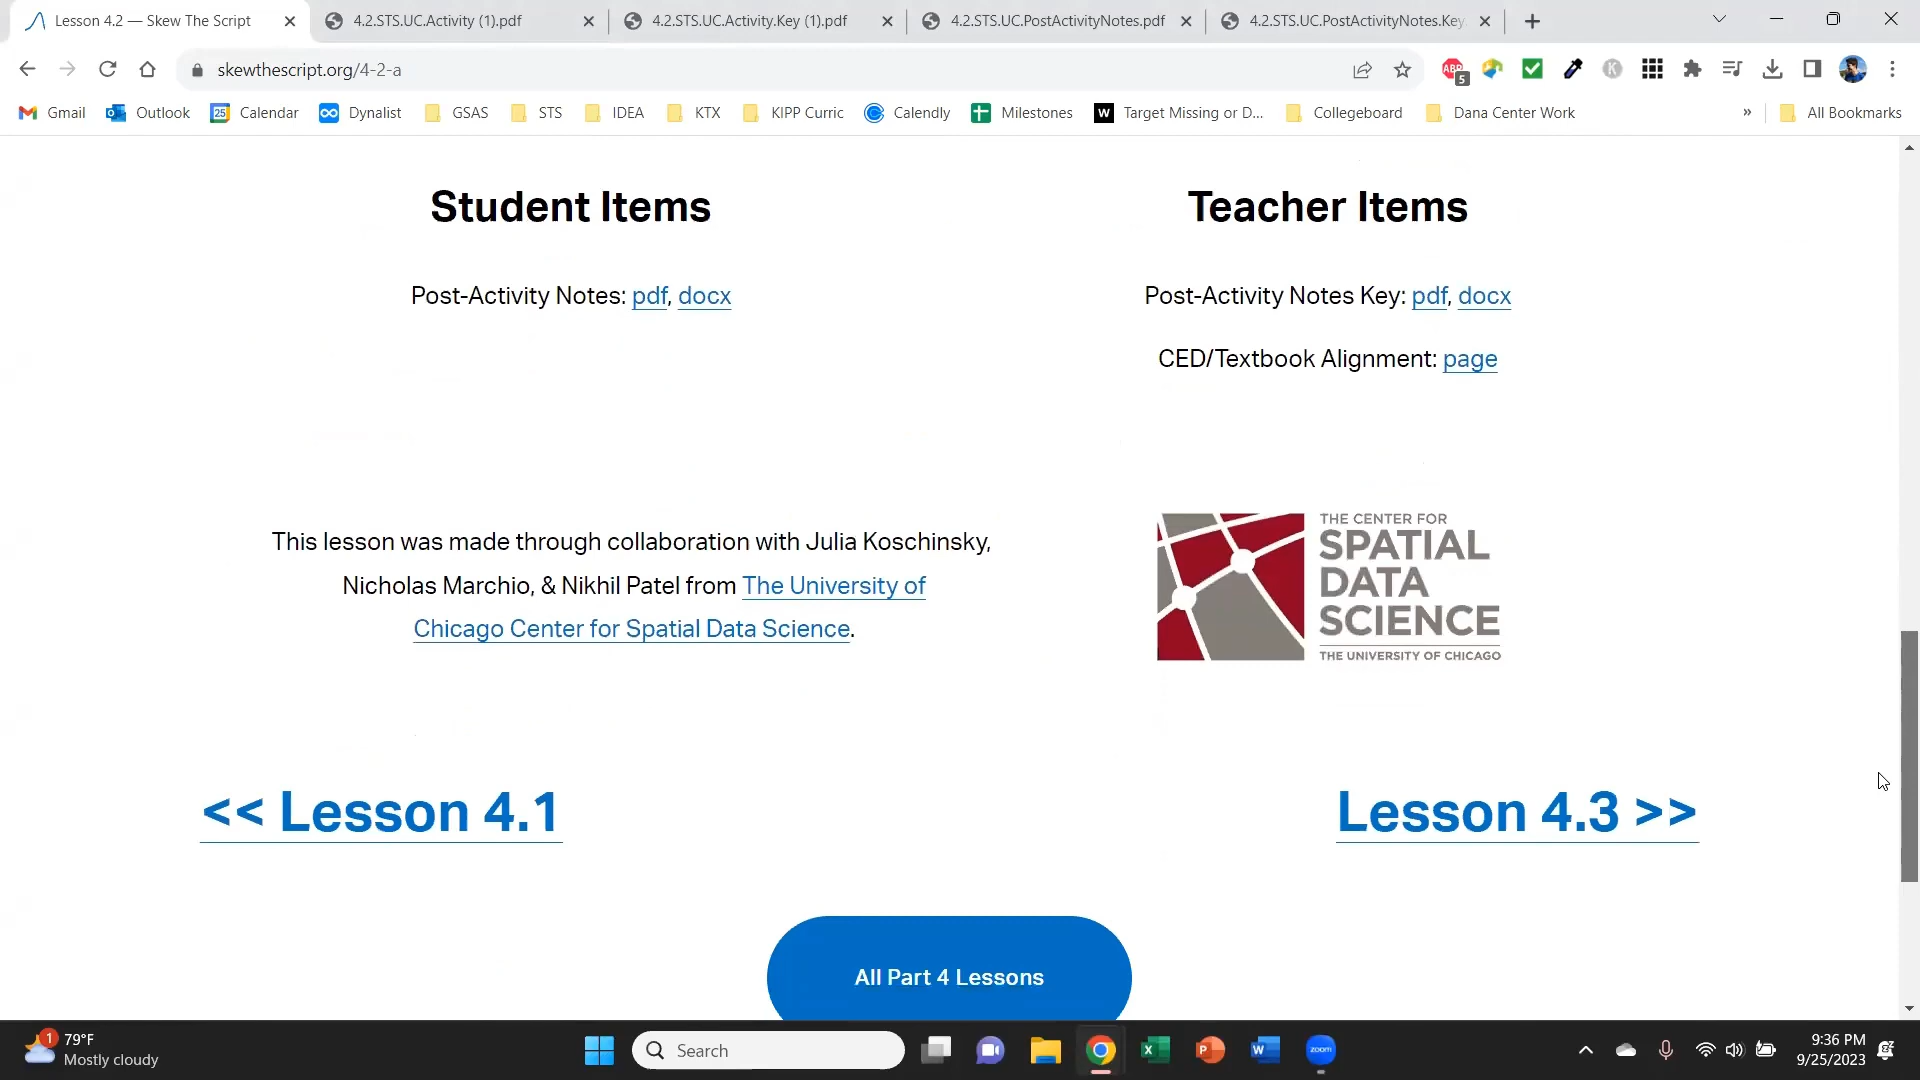 Lesson 4.2 — Skew The Script
4.2.STS.UC.Activity (1).pdf
4.2.STS.UC.Activity.Key (1).pdf
4.2.STS.UC.PostActivityNotes.pdf
4.2.STS.UC.PostActivityNotes.Key
skewthescript.org/4-2-a
ABP
5
K
Gmail
Outlook
25
Calendar
Dynalist
GSAS
STS
IDEA
KTX
KIPP Curric
Calendly
Milestones
W
Target Missing or D...
Collegeboard
Dana Center Work
»
All Bookmarks
Student Items
Teacher Items
Post-Activity Notes: pdf, docx
Post-Activity Notes Key: pdf, docx
CED/Textbook Alignment: page
This lesson was made through collaboration with Julia Koschinsky,
Nicholas Marchio, & Nikhil Patel from The University of
Chicago Center for Spatial Data Science.
THE CENTER FOR
SPATIAL
DATA
SCIENCE
THE UNIVERSITY OF CHICAGO
<< Lesson 4.1
Lesson 4.3 >>
All Part 4 Lessons
1
79°F
Mostly cloudy
Search
zoom
9:36 PM
9/25/2023